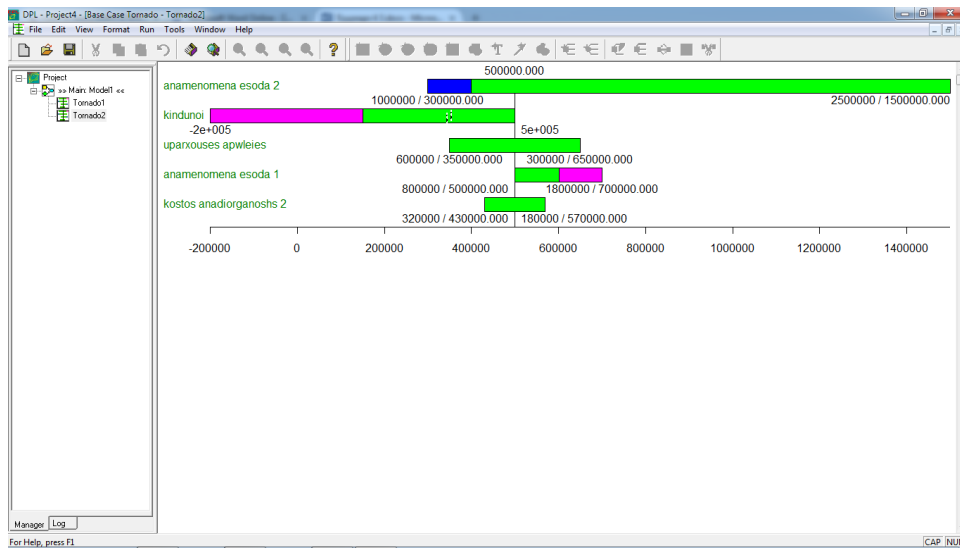 DPL - Project4 - [Base Case Tornado - Tornado2]
File Edit View Format Run Tools Window Help
Project
>> Main: Model1 <<
Tornado1
Tornado2
500000.000
anamenomena esoda 2
1000000 / 300000.000 2500000 / 1500000.000
kindunoi
-2e+005 5e+005
uparxouses apwleies
600000 / 350000.000 300000 / 650000.000
anamenomena esoda 1
800000 / 500000.000 1800000 / 700000.000
kostos anadiorganoshs 2
320000 / 430000.000 180000 / 570000.000
-200000 0 200000 400000 600000 800000 1000000 1200000 1400000
Manager Log
For Help, press F1 CAP NU